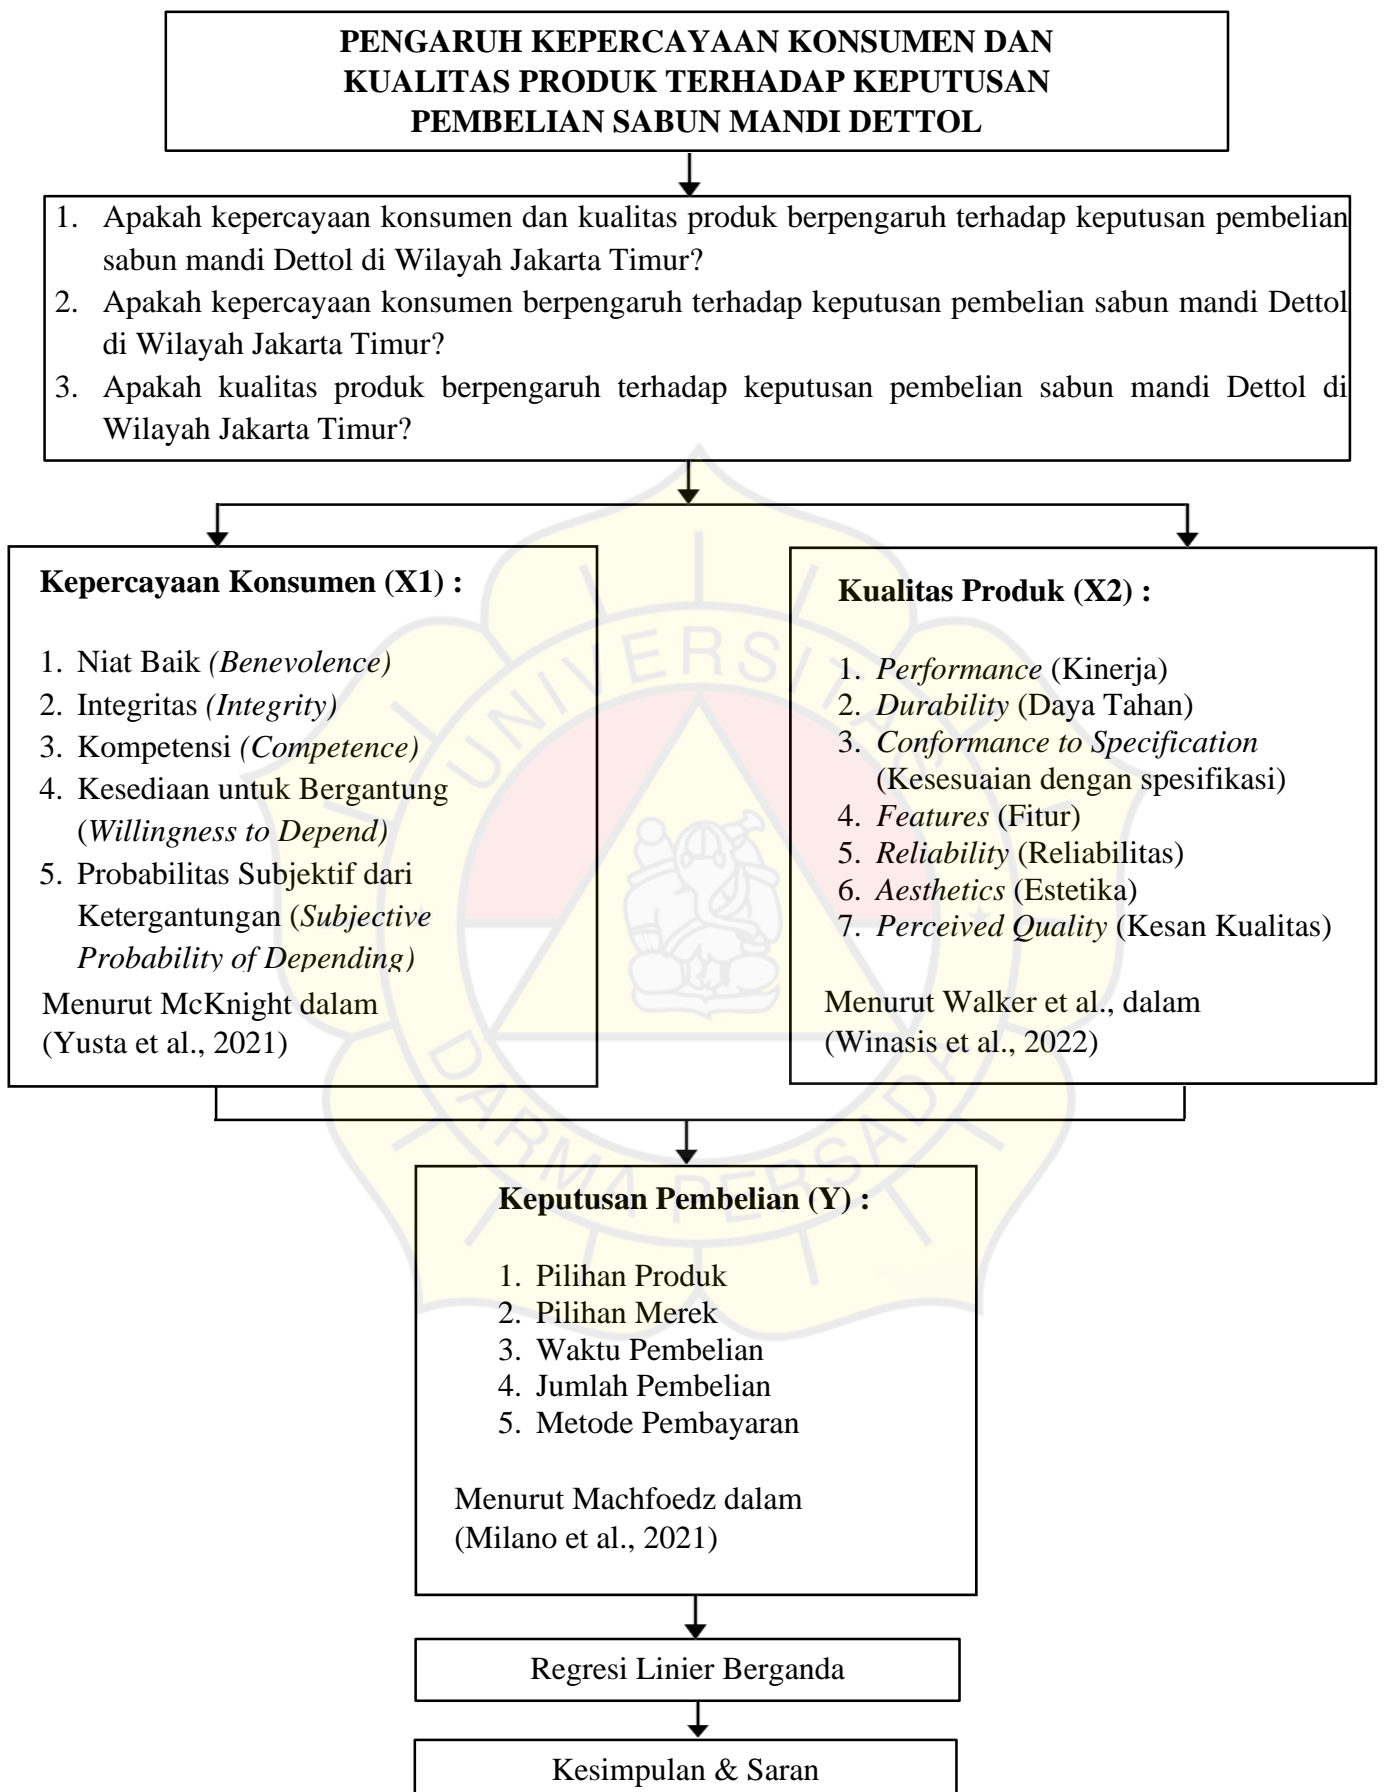 PENGARUH KEPERCAYAAN KONSUMEN DAN
KUALITAS PRODUK TERHADAP KEPUTUSAN
PEMBELIAN SABUN MANDI DETTOL
1. Apakah kepercayaan konsumen dan kualitas produk berpengaruh terhadap keputusan pembelian
sabun mandi Dettol di Wilayah Jakarta Timur?
2. Apakah kepercayaan konsumen berpengaruh terhadap keputusan pembelian sabun mandi Dettol
di Wilayah Jakarta Timur?
3. Apakah kualitas produk berpengaruh terhadap keputusan pembelian sabun mandi Dettol di
Wilayah Jakarta Timur?
Kepercayaan Konsumen (X1) :
1. Niat Baik (Benevolence)
2. Integritas (Integrity)
3. Kompetensi (Competence)
4. Kesediaan untuk Bergantung
(Willingness to Depend)
5. Probabilitas Subjektif dari
Ketergantungan (Subjective
Probability of Depending)
Menurut McKnight dalam
(Yusta et al., 2021)
Kualitas Produk (X2) :
1. Performance (Kinerja)
2. Durability (Daya Tahan)
3. Conformance to Specification
(Kesesuaian dengan spesifikasi)
4. Features (Fitur)
5. Reliability (Reliabilitas)
6. Aesthetics (Estetika)
7. Perceived Quality (Kesan Kualitas)
Menurut Walker et al., dalam
(Winasis et al., 2022)
Keputusan Pembelian (Y) :
1. Pilihan Produk
2. Pilihan Merek
3. Waktu Pembelian
4. Jumlah Pembelian
5. Metode Pembayaran
Menurut Machfoedz dalam
(Milano et al., 2021)
Regresi Linier Berganda
Kesimpulan & Saran
UNIVERSITAS
DARMA PERSADA